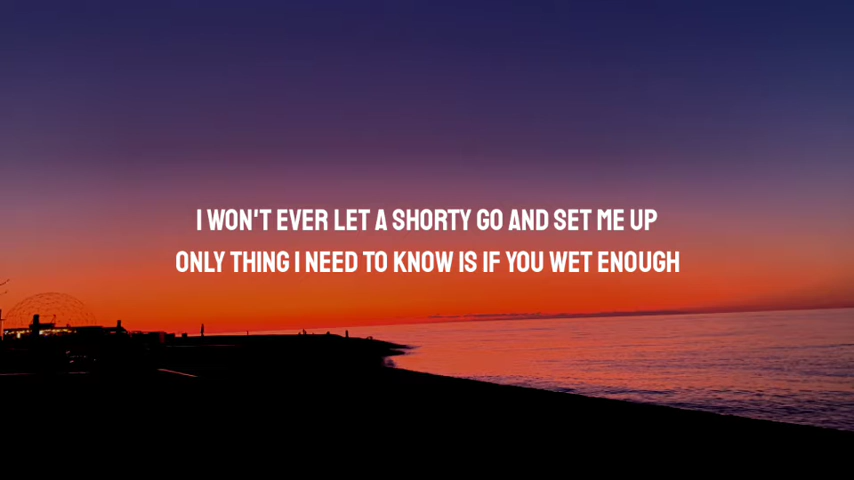 I WON'T EVER LET A SHORTY GO AND SET ME UP
ONLY THING I NEED TO KNOW IS IF YOU WET ENOUGH